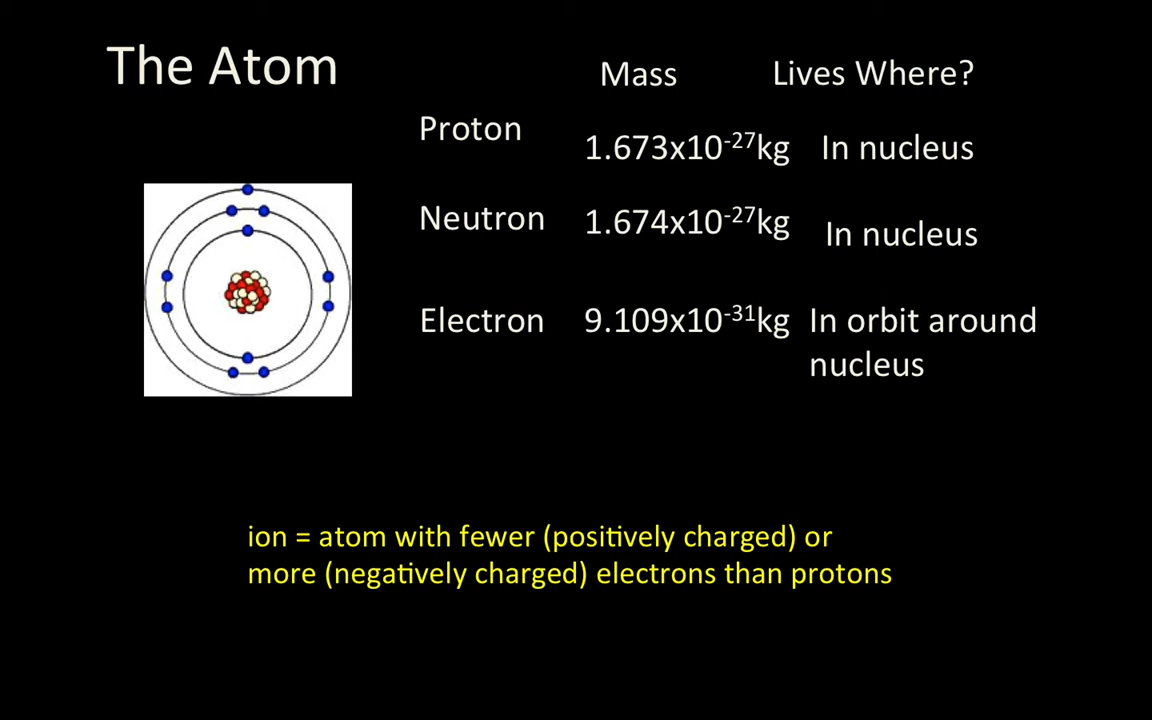 The Atom
Mass Lives Where?
Proton 1.673x10⁻²⁷kg In nucleus
Neutron 1.674x10⁻²⁷kg In nucleus
Electron 9.109x10⁻³¹kg In orbit around
nucleus
ion = atom with fewer (positively charged) or
more (negatively charged) electrons than protons